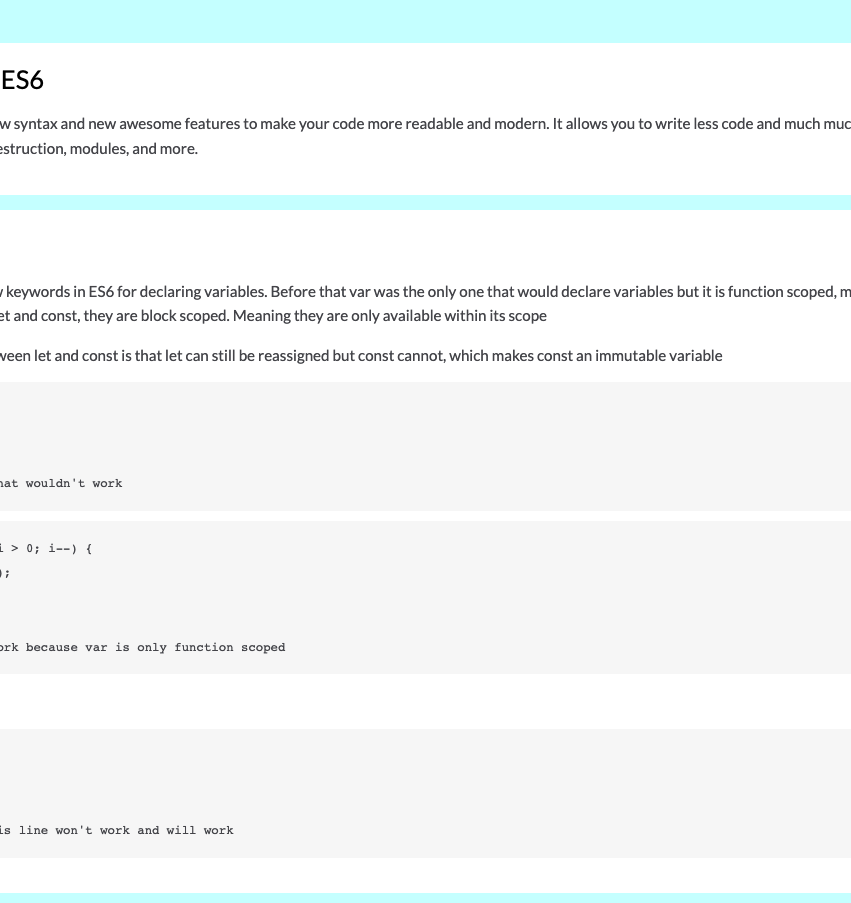 ES6
w syntax and new awesome features to make your code more readable and modern. It allows you to write less code and much muc
estruction, modules, and more.
keywords in ES6 for declaring variables. Before that var was the only one that would declare variables but it is function scoped, m
et and const, they are block scoped. Meaning they are only available within its scope
ween let and const is that let can still be reassigned but const cannot, which makes const an immutable variable
hat wouldn't work
i > 0; i--) {
);
ork because var is only function scoped
is line won't work and will work